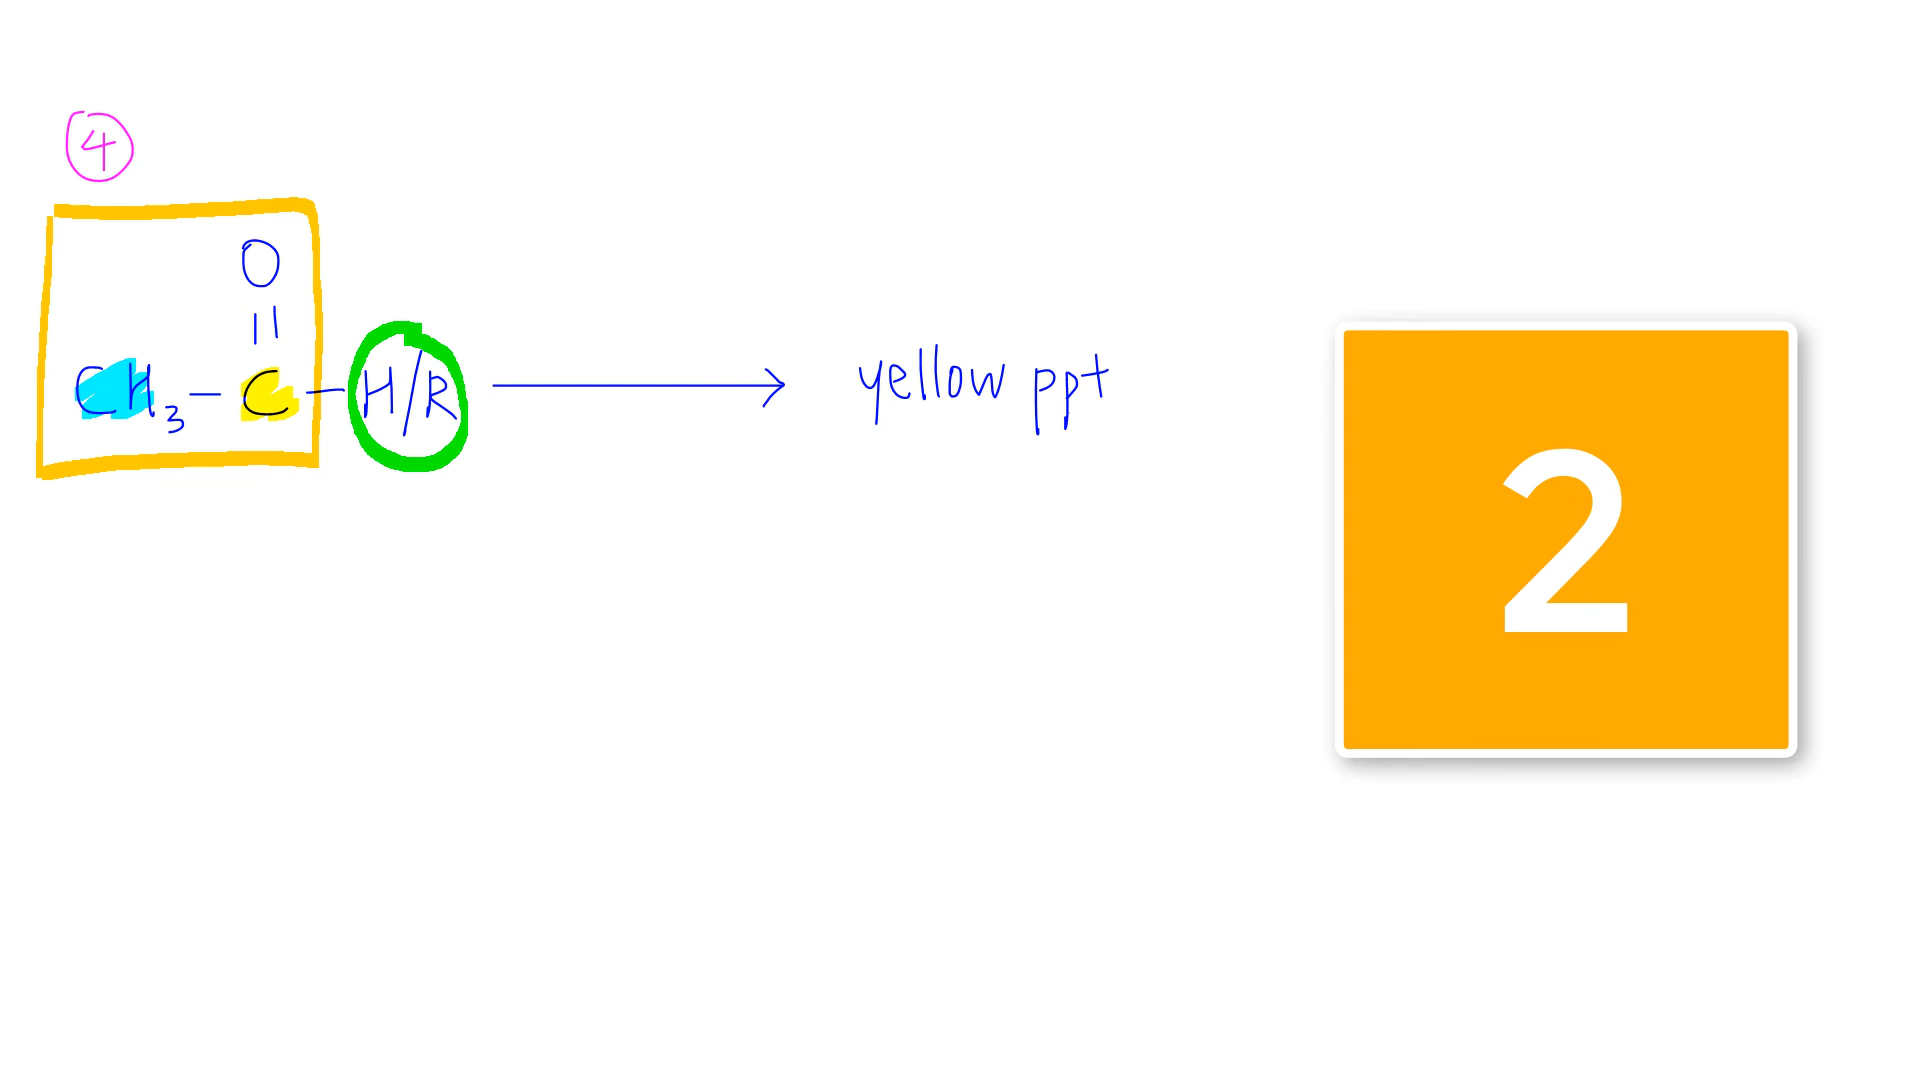 4
O
||
CH₃ – C – H/R → yellow ppt
2